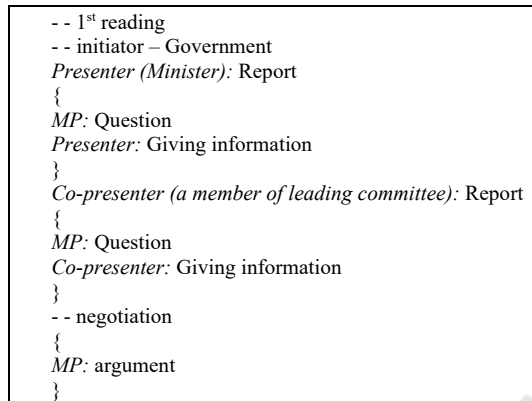 - - 1st reading
- - initiator – Government
Presenter (Minister): Report
{
MP: Question
Presenter: Giving information
}
Co-presenter (a member of leading committee): Report
{
MP: Question
Co-presenter: Giving information
}
- - negotiation
{
MP: argument
}